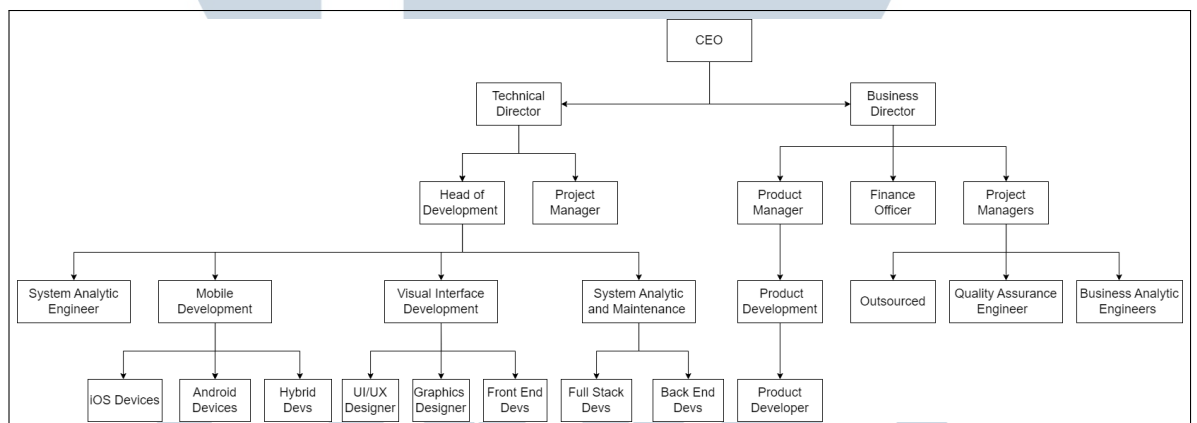 CEO
Technical
Director
Business
Director
Head of
Development
Project
Manager
Product
Manager
Finance
Officer
Project
Managers
System Analytic
Engineer
Mobile
Development
Visual Interface
Development
System Analytic
and Maintenance
Product
Development
Outsourced
Quality Assurance
Engineer
Business Analytic
Engineers
iOS Devices
Android
Devices
Hybrid
Devs
UI/UX
Designer
Graphics
Designer
Front End
Devs
Full Stack
Devs
Back End
Devs
Product
Developer